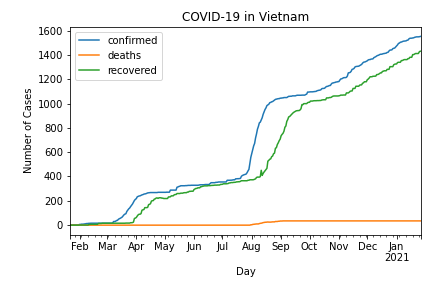 COVID-19 in Vietnam
confirmed
deaths
recovered
Number of Cases
1600
1400
1200
1000
800
600
400
200
0
Feb Mar Apr May Jun Jul Aug Sep Oct Nov Dec Jan
2021
Day